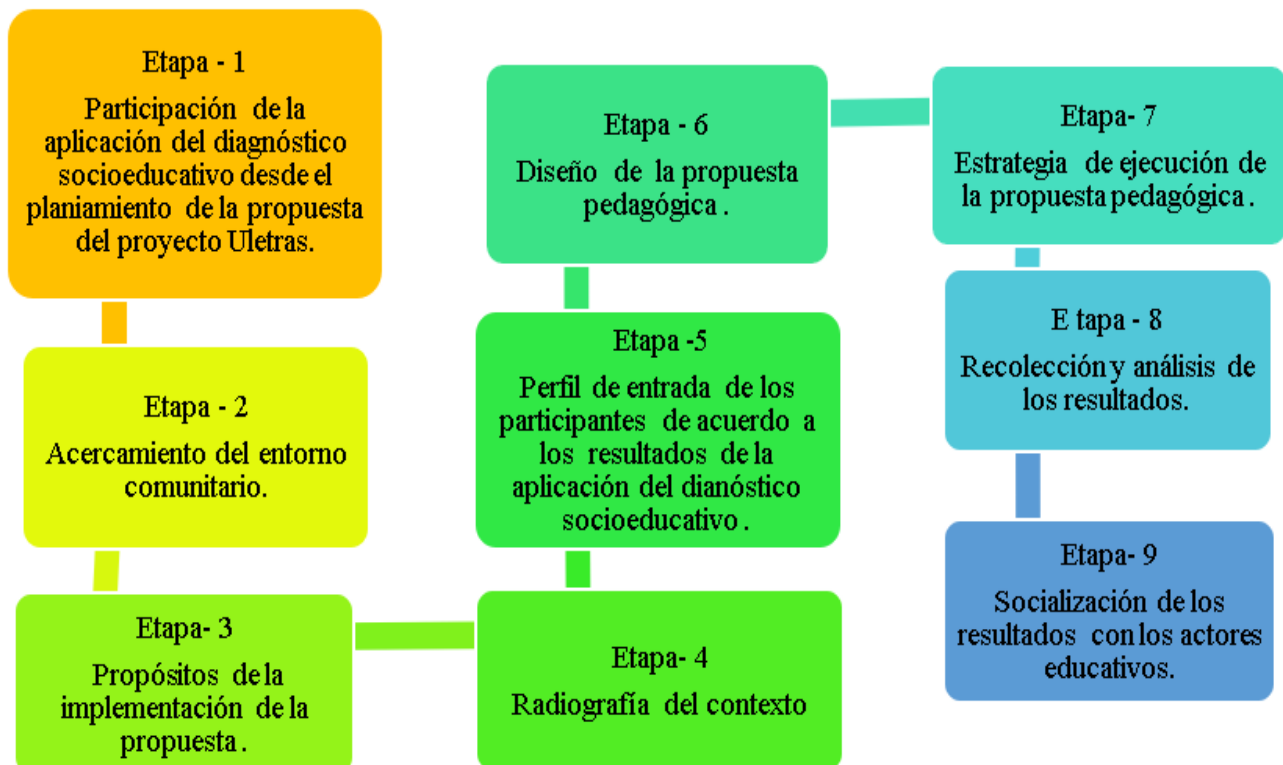 Etapa - 1
Participación de la
aplicación del diagnóstico
socioeducativo desde el
planiamiento de la propuesta
del proyecto Uletras.
Etapa - 2
Acercamiento del entorno
comunitario.
Etapa- 3
Propósitos de la
implementación de la
propuesta .
Etapa- 4
Radiografía del contexto
Etapa -5
Perfil de entrada de los
participantes de acuerdo a
los resultados de la
aplicación del dianóstico
socioeducativo .
Etapa - 6
Diseño de la propuesta
pedagógica .
Etapa- 7
Estrategia de ejecución de
la propuesta pedagógica .
E tapa - 8
Recolección y análisis de
los resultados.
Etapa- 9
Socialización de los
resultados con los actores
educativos.